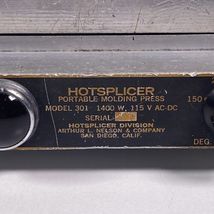 HOTSPLICER
PORTABLE MOLDING PRESS
150
MODEL 301 1400 W, 115 V AC-DC
SERIAL
HOTSPLICER DIVISION
ARTHUR L. NELSON & COMPANY
SAN DIEGO, CALIF.
DEG.